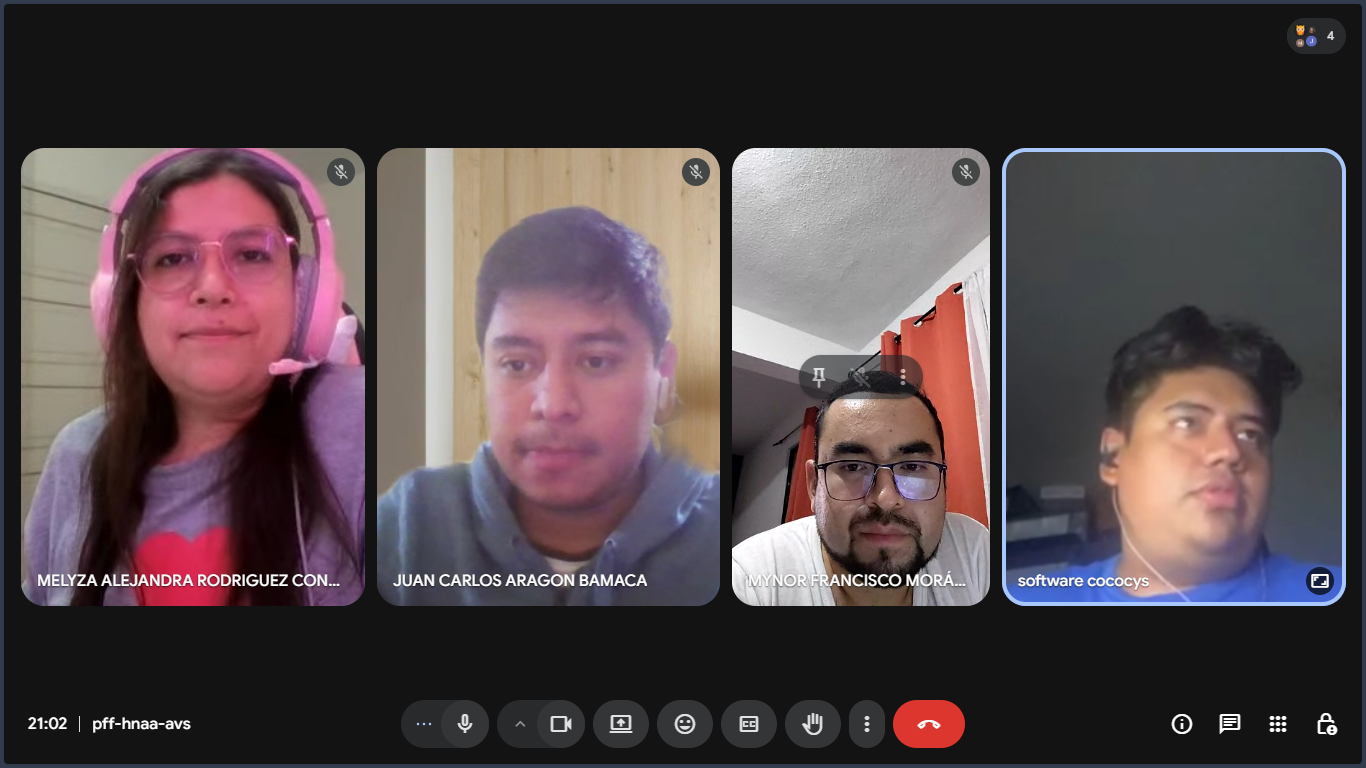 4
MELYZA ALEJANDRA RODRIGUEZ CON...
JUAN CARLOS ARAGON BAMACA
MYNOR FRANCISCO MORÁ...
software cococys
21:02 | pff-hnaa-avs
CC